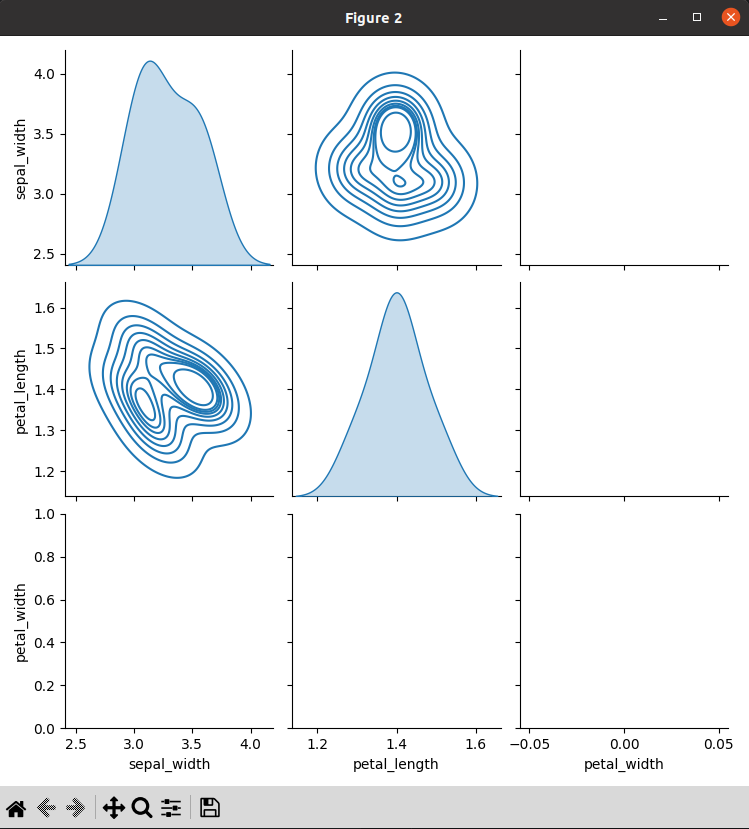 Figure 2
4.0
3.5
3.0
2.5
sepal_width
1.6
1.5
1.4
1.3
1.2
petal_length
1.0
0.8
0.6
0.4
0.2
0.0
petal_width
2.5 3.0 3.5 4.0 1.2 1.4 1.6 −0.05 0.00 0.05
sepal_width petal_length petal_width